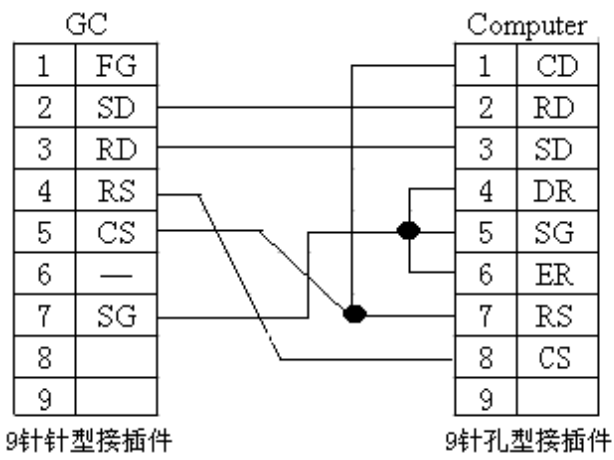 GC Computer
1 FG 1 CD
2 SD 2 RD
3 RD 3 SD
4 RS 4 DR
5 CS 5 SG
6 — 6 ER
7 SG 7 RS
8 8 CS
9 9
9针针型接插件 9针孔型接插件